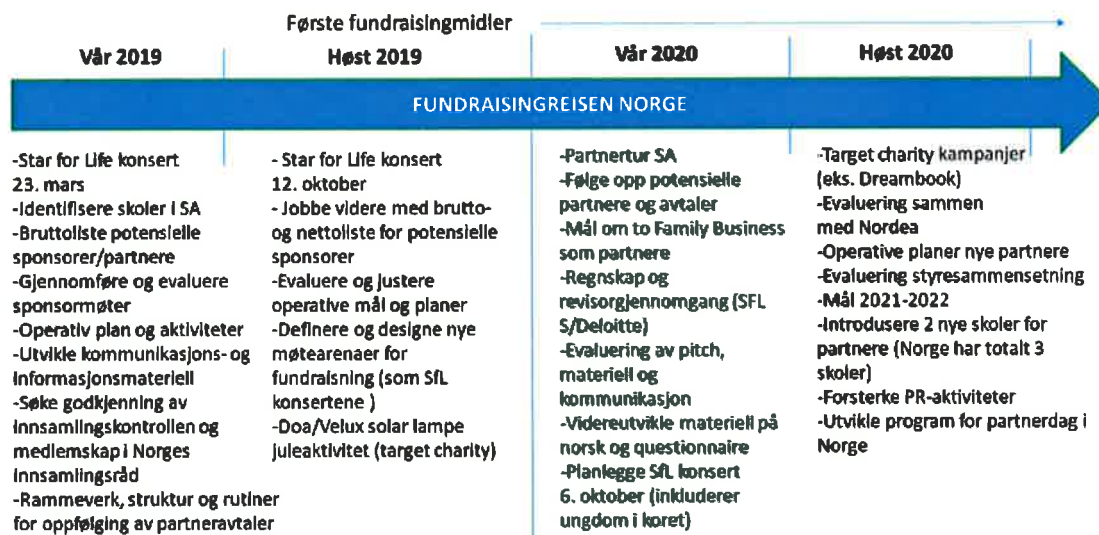 Første fundraisingmidler
Vår 2019
Høst 2019
Vår 2020
Høst 2020
FUNDRAISINGREISEN NORGE
-Star for Life konsert
23. mars
-Identifisere skoler i SA
-Bruttoliste potensielle
sponsorer/partnere
-Gjennomføre og evaluere
sponsormøter
-Operativ plan og aktiviteter
-Utvikle kommunikasjons- og
informasjonsmateriell
-Søke godkjenning av
innsamlingskontrollen og
medlemskap i Norges
innsamlingsråd
-Rammeverk, struktur og rutiner
for oppfølging av partneravtaler
- Star for Life konsert
12. oktober
- Jobbe videre med brutto-
og nettoliste for potensielle
sponsorer
-Evaluere og justere
operative mål og planer
-Definere og designe nye
møtearenaer for
fundraisning (som SfL
konsertene )
-Doa/Velux solar lampe
juleaktivitet (target charity)
-Partnertur SA
-Følge opp potensielle
partnere og avtaler
-Mål om to Family Business
som partnere
-Regnskap og
revisorgjennomgang (SFL
S/Deloitte)
-Evaluering av pitch,
materiell og
kommunikasjon
-Videreutvikle materiell på
norsk og questionnaire
-Planlegge SfL konsert
6. oktober (inkluderer
ungdom i koret)
-Target charity kampanjer
(eks. Dreambook)
-Evaluering sammen
med Nordea
-Operative planer nye partnere
-Evaluering styresammensetning
-Mål 2021-2022
-Introdusere 2 nye skoler for
partnere (Norge har totalt 3
skoler)
-Forsterke PR-aktiviteter
-Utvikle program for partnerdag i
Norge